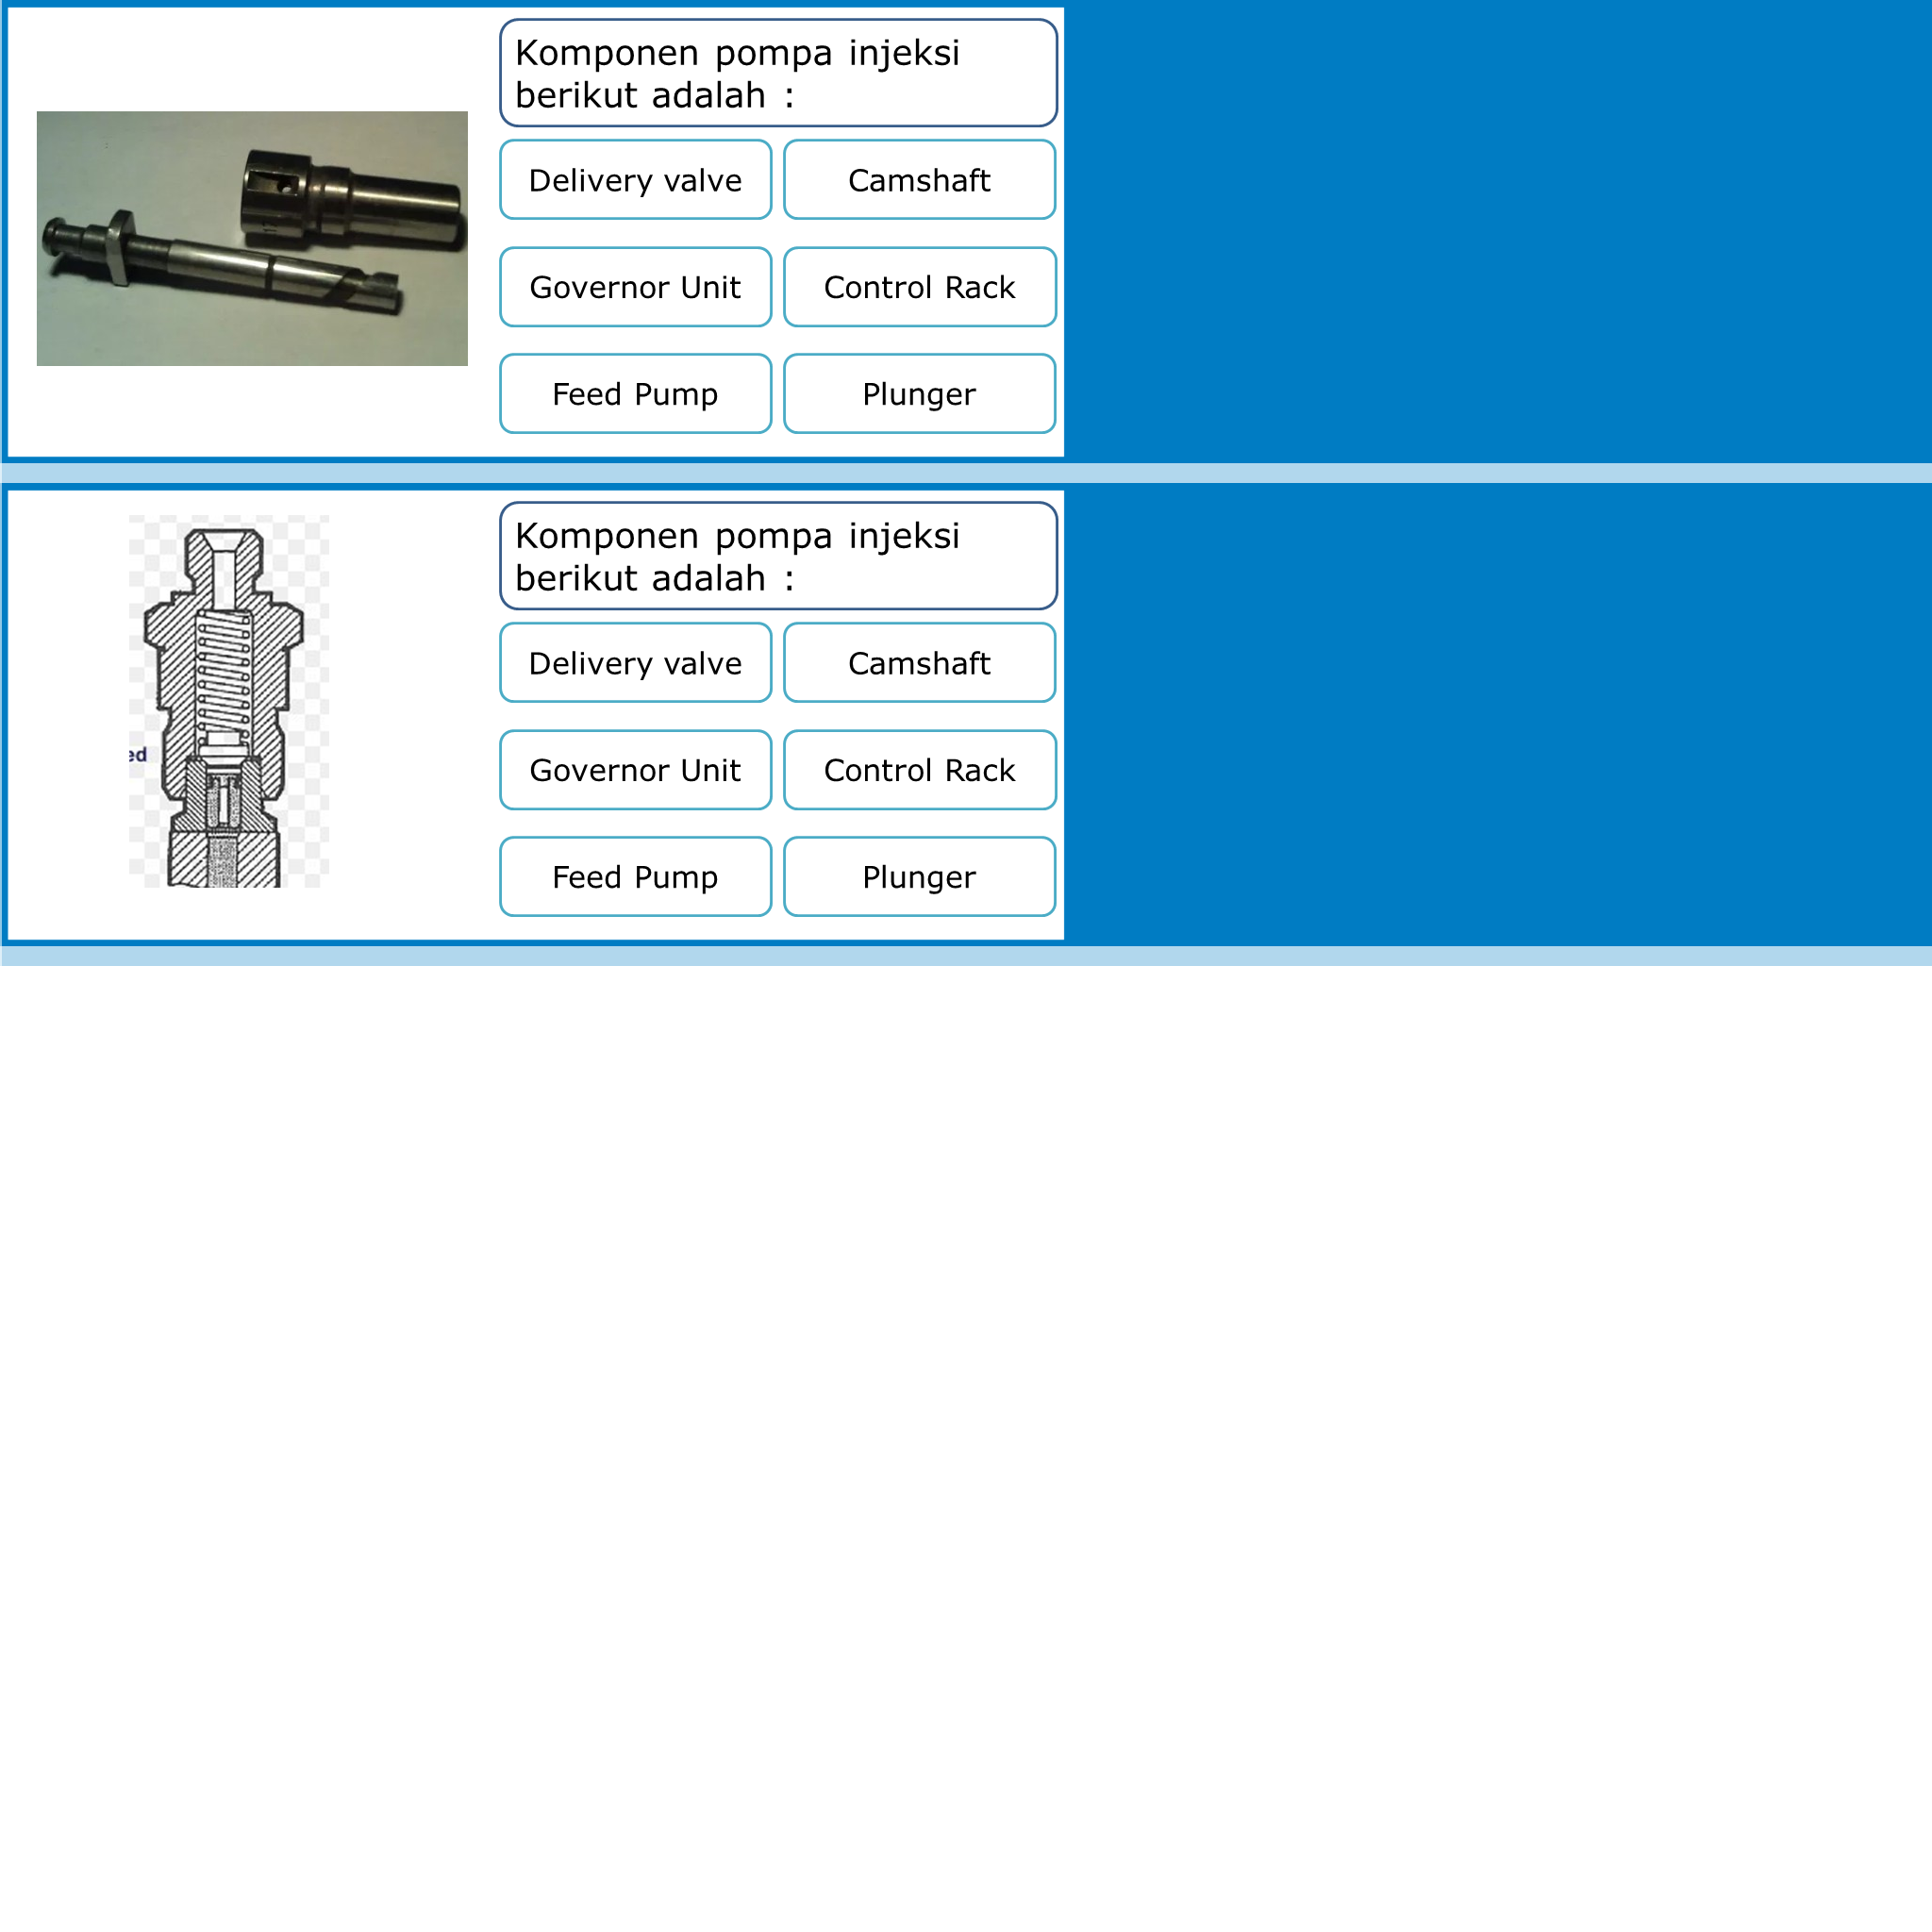 Komponen pompa injeksi
berikut adalah :
Delivery valve
Camshaft
Governor Unit
Control Rack
Feed Pump
Plunger
Komponen pompa injeksi
berikut adalah :
Delivery valve
Camshaft
ed
Governor Unit
Control Rack
Feed Pump
Plunger